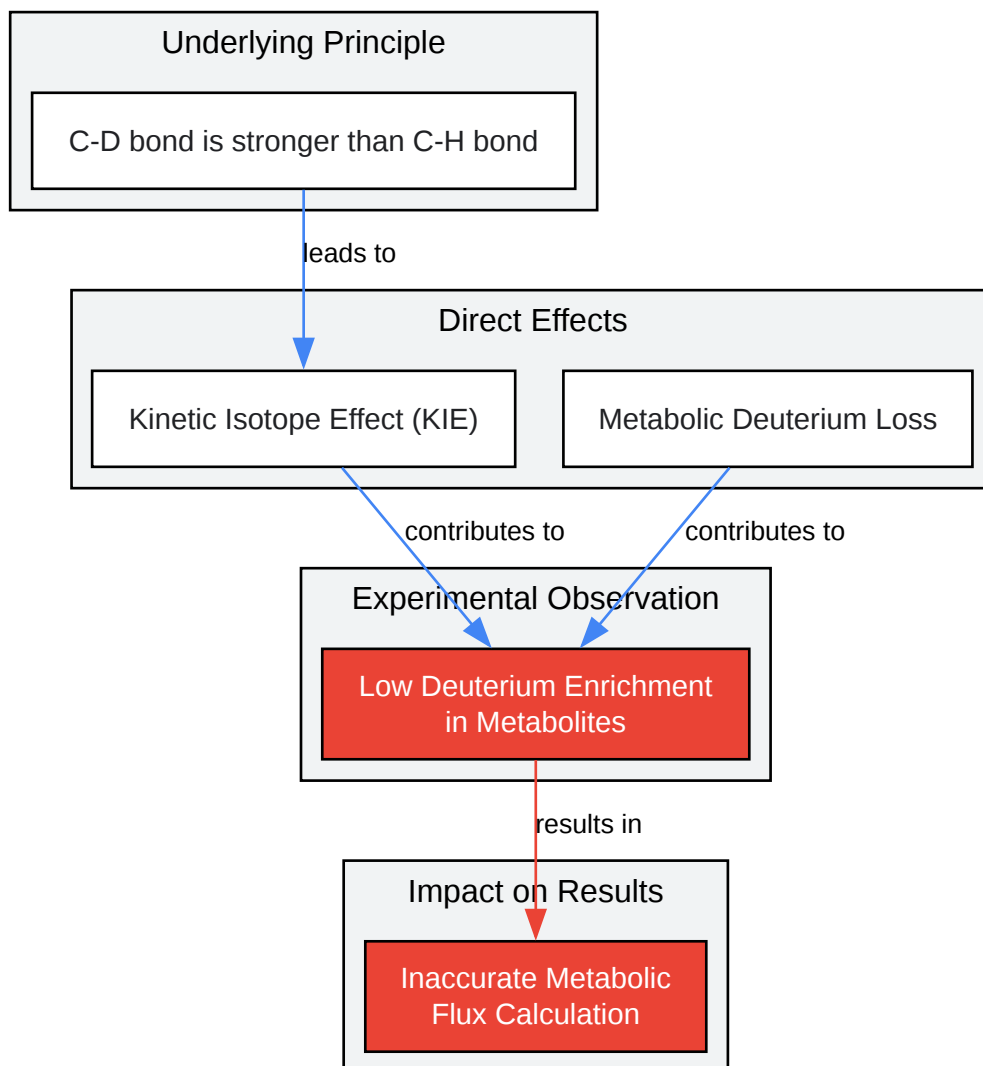 Underlying Principle
C-D bond is stronger than C-H bond
leads to
Direct Effects
Kinetic Isotope Effect (KIE)
Metabolic Deuterium Loss
contributes to
contributes to
Experimental Observation
Low Deuterium Enrichment
in Metabolites
results in
Impact on Results
Inaccurate Metabolic
Flux Calculation